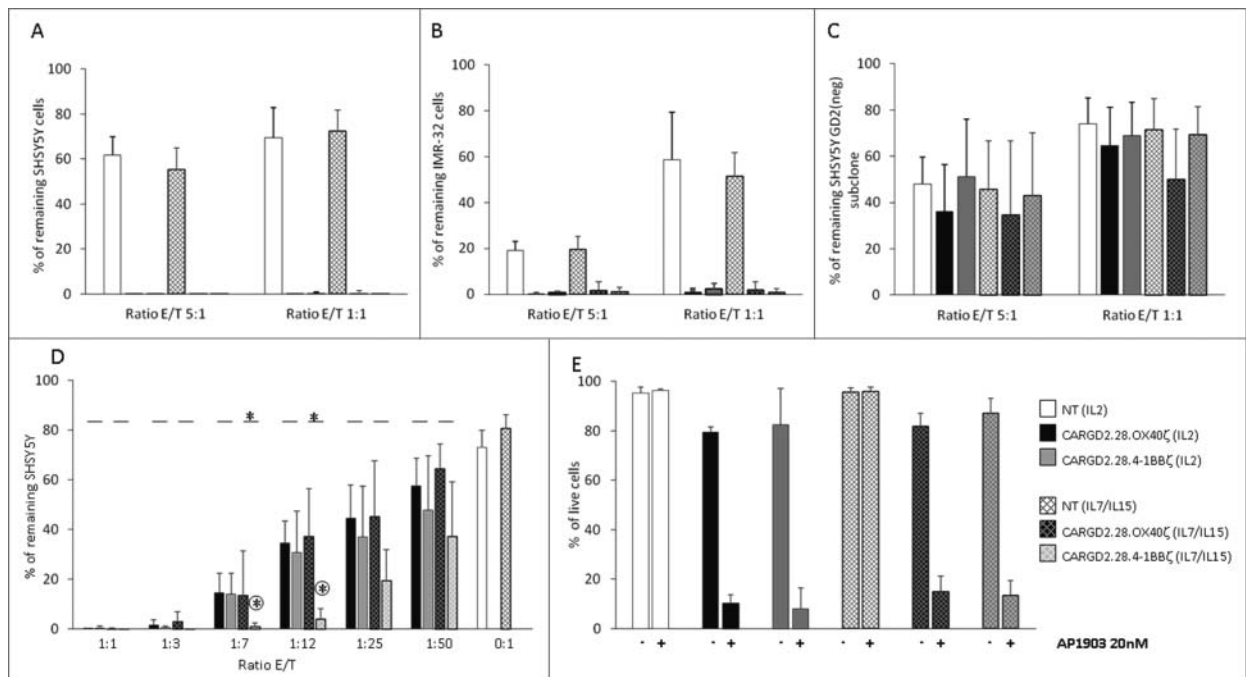 A
% of remaining SHSY5Y cells
100
80
60
40
20
0
Ratio E/T 5:1
Ratio E/T 1:1
B
% of remaining IMR-32 cells
100
80
60
40
20
0
Ratio E/T 5:1
Ratio E/T 1:1
C
% of remaining SHSY5Y GD2(neg)
subclone
100
80
60
40
20
0
Ratio E/T 5:1
Ratio E/T 1:1
D
% of remaining SHSY5Y
100
80
60
40
20
0
* *
* *
1:1 1:3 1:7 1:12 1:25 1:50 0:1
Ratio E/T
E
% of live cells
100
80
60
40
20
0
- + - + - + - + - + - + AP1903 20nM
NT (IL2)
CARGD2.28.OX40ζ (IL2)
CARGD2.28.4-1BBζ (IL2)
NT (IL7/IL15)
CARGD2.28.OX40ζ (IL7/IL15)
CARGD2.28.4-1BBζ (IL7/IL15)